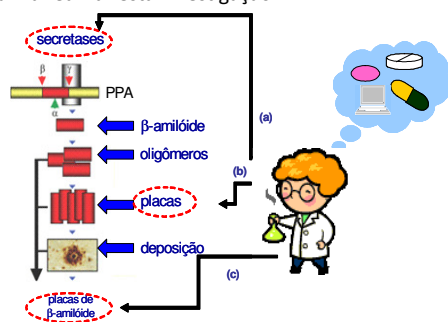 secretases
β
γ
PPA
α
β-amilóide
(a)
oligômeros
(b)
placas
deposição
(c)
placas de
β-amilóide